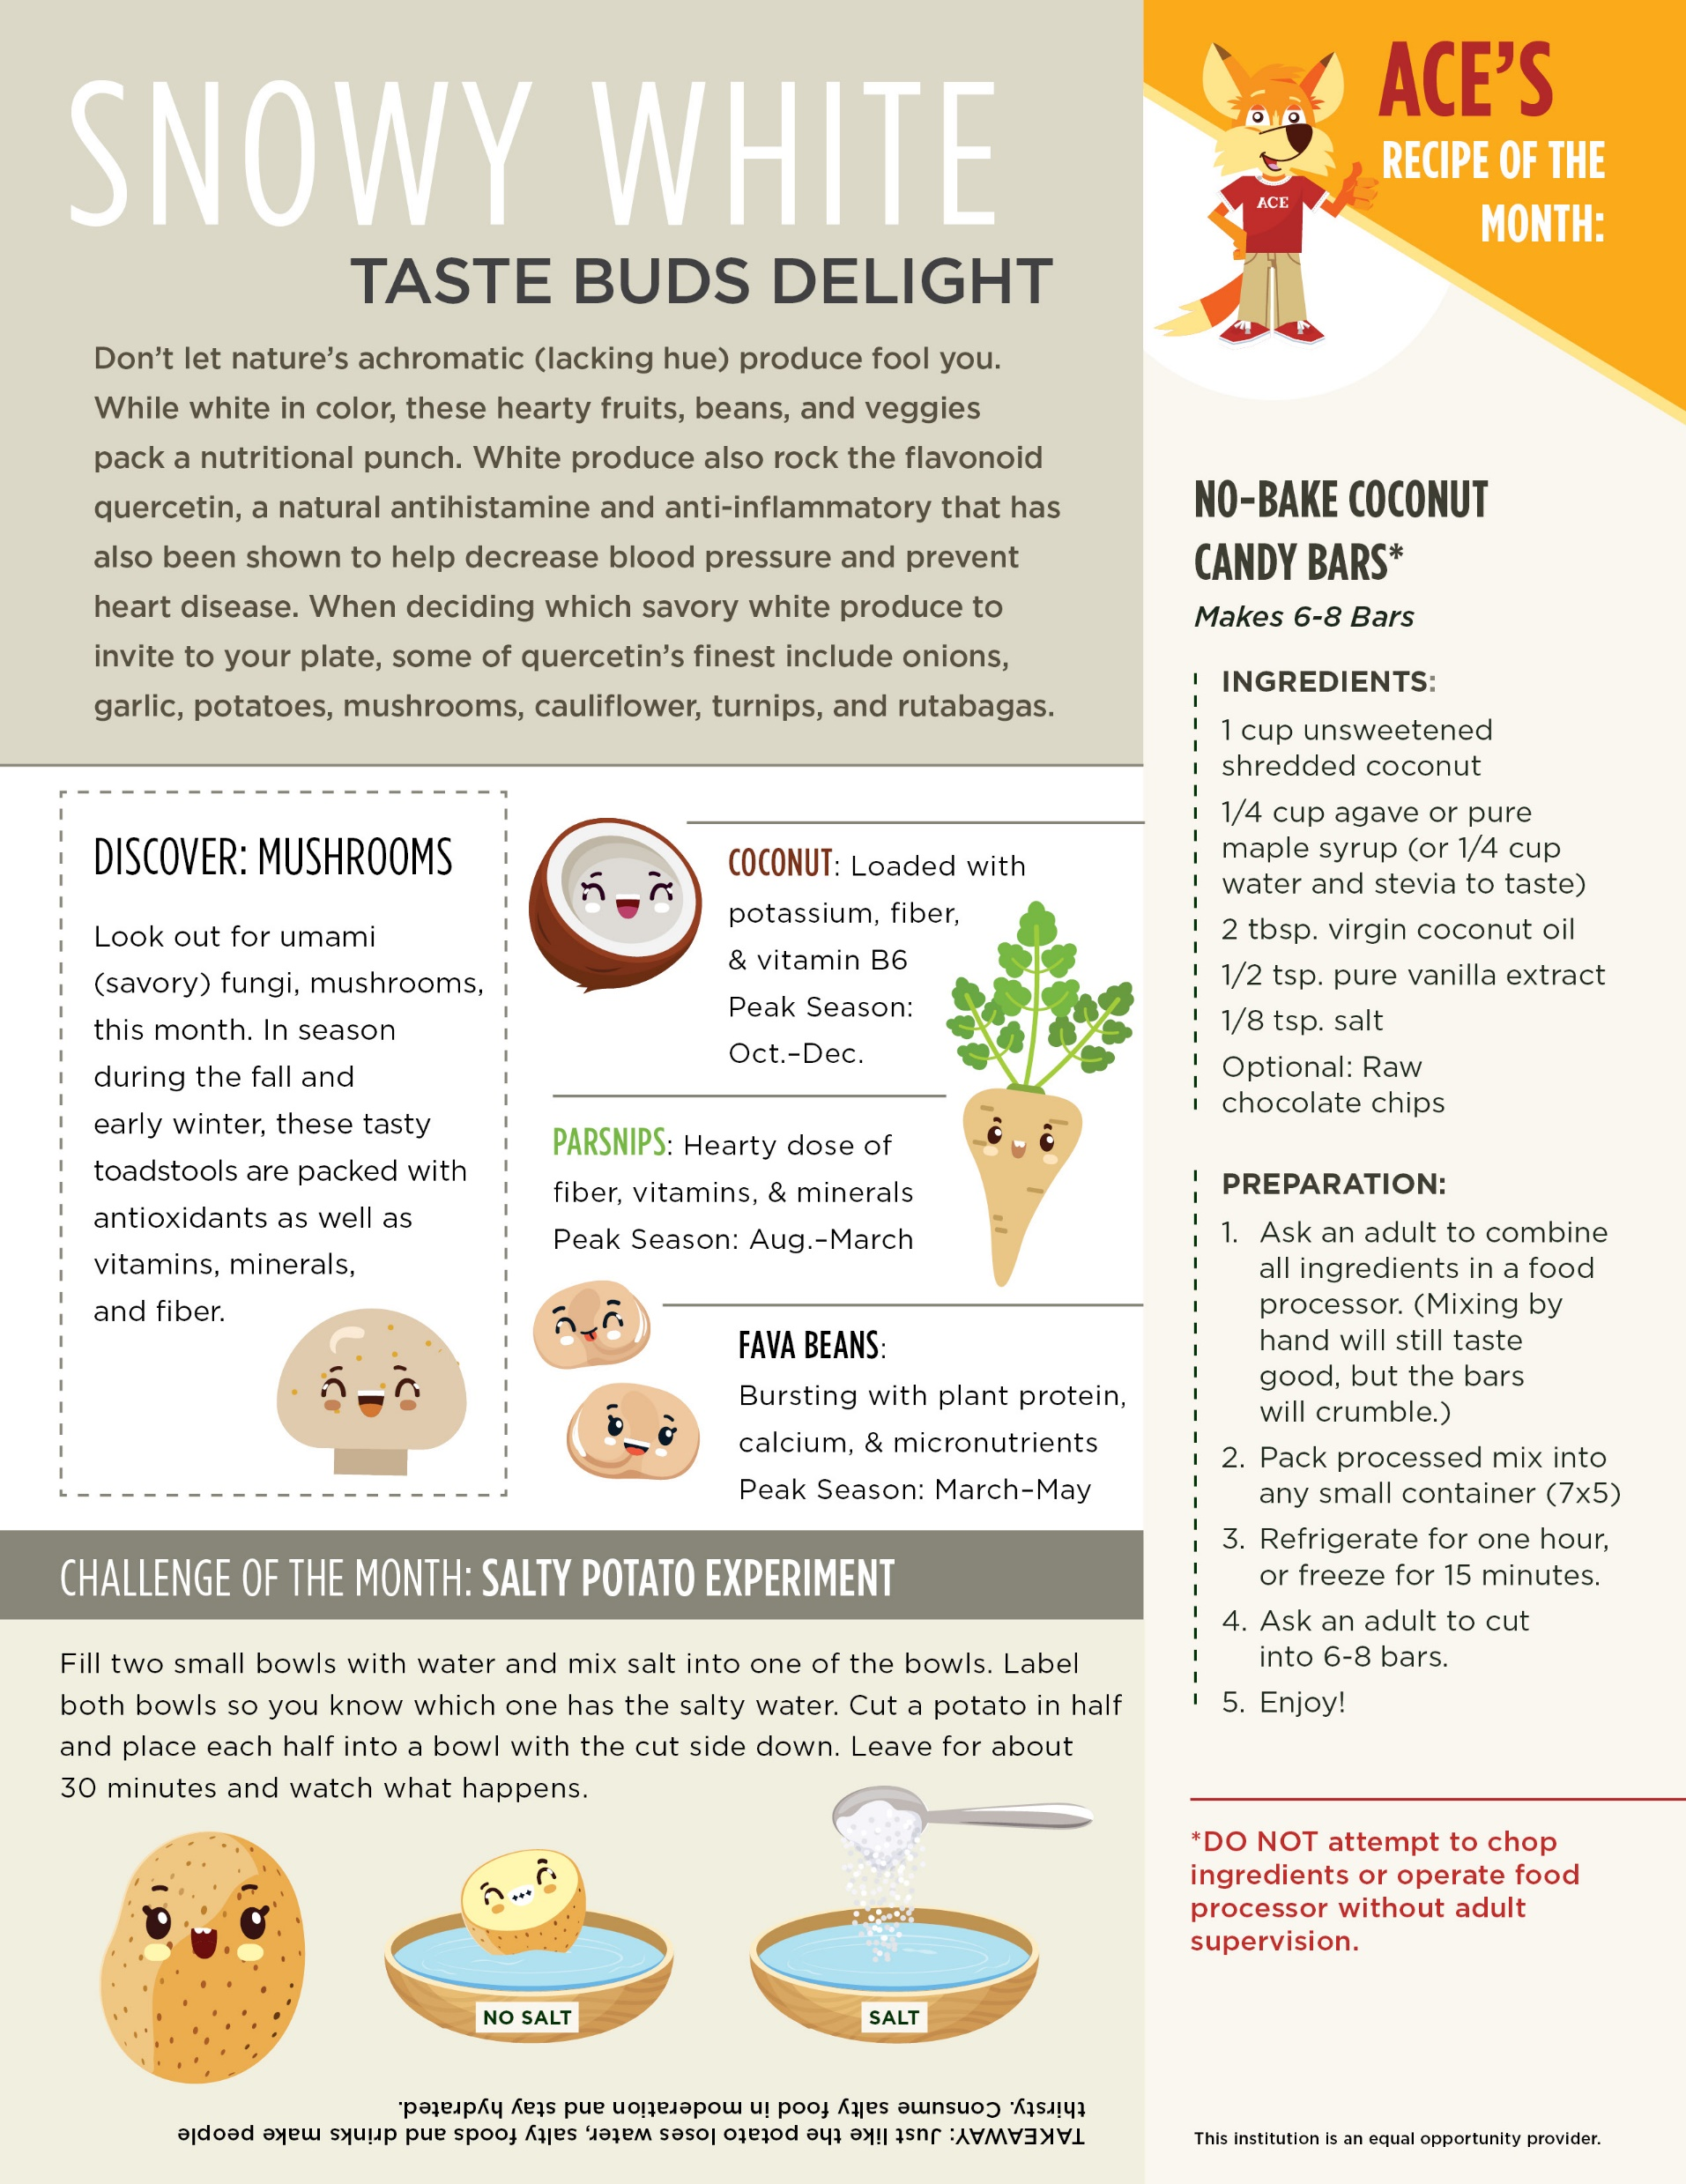 SNOWY WHITE
TASTE BUDS DELIGHT
Don't let nature's achromatic (lacking hue) produce fool you.
While white in color, these hearty fruits, beans, and veggies
pack a nutritional punch. White produce also rock the flavonoid
quercetin, a natural antihistamine and anti-inflammatory that has
also been shown to help decrease blood pressure and prevent
heart disease. When deciding which savory white produce to
invite to your plate, some of quercetin's finest include onions,
garlic, potatoes, mushrooms, cauliflower, turnips, and rutabagas.
DISCOVER: MUSHROOMS
Look out for umami
(savory) fungi, mushrooms,
this month. In season
during the fall and
early winter, these tasty
toadstools are packed with
antioxidants as well as
vitamins, minerals,
and fiber.
COCONUT: Loaded with
potassium, fiber,
& vitamin B6
Peak Season:
Oct.–Dec.
PARSNIPS: Hearty dose of
fiber, vitamins, & minerals
Peak Season: Aug.–March
FAVA BEANS:
Bursting with plant protein,
calcium, & micronutrients
Peak Season: March–May
CHALLENGE OF THE MONTH: SALTY POTATO EXPERIMENT
Fill two small bowls with water and mix salt into one of the bowls. Label
both bowls so you know which one has the salty water. Cut a potato in half
and place each half into a bowl with the cut side down. Leave for about
30 minutes and watch what happens.
NO SALT
SALT
TAKEAWAY: Just like the potato loses water, salty foods and drinks make people
thirsty. Consume salty food in moderation and stay hydrated.
ACE'S
RECIPE OF THE
MONTH:
ACE
NO-BAKE COCONUT
CANDY BARS*
Makes 6-8 Bars
INGREDIENTS:
1 cup unsweetened
shredded coconut
1/4 cup agave or pure
maple syrup (or 1/4 cup
water and stevia to taste)
2 tbsp. virgin coconut oil
1/2 tsp. pure vanilla extract
1/8 tsp. salt
Optional: Raw
chocolate chips
PREPARATION:
1. Ask an adult to combine
all ingredients in a food
processor. (Mixing by
hand will still taste
good, but the bars
will crumble.)
2. Pack processed mix into
any small container (7x5)
3. Refrigerate for one hour,
or freeze for 15 minutes.
4. Ask an adult to cut
into 6-8 bars.
5. Enjoy!
*DO NOT attempt to chop
ingredients or operate food
processor without adult
supervision.
This institution is an equal opportunity provider.